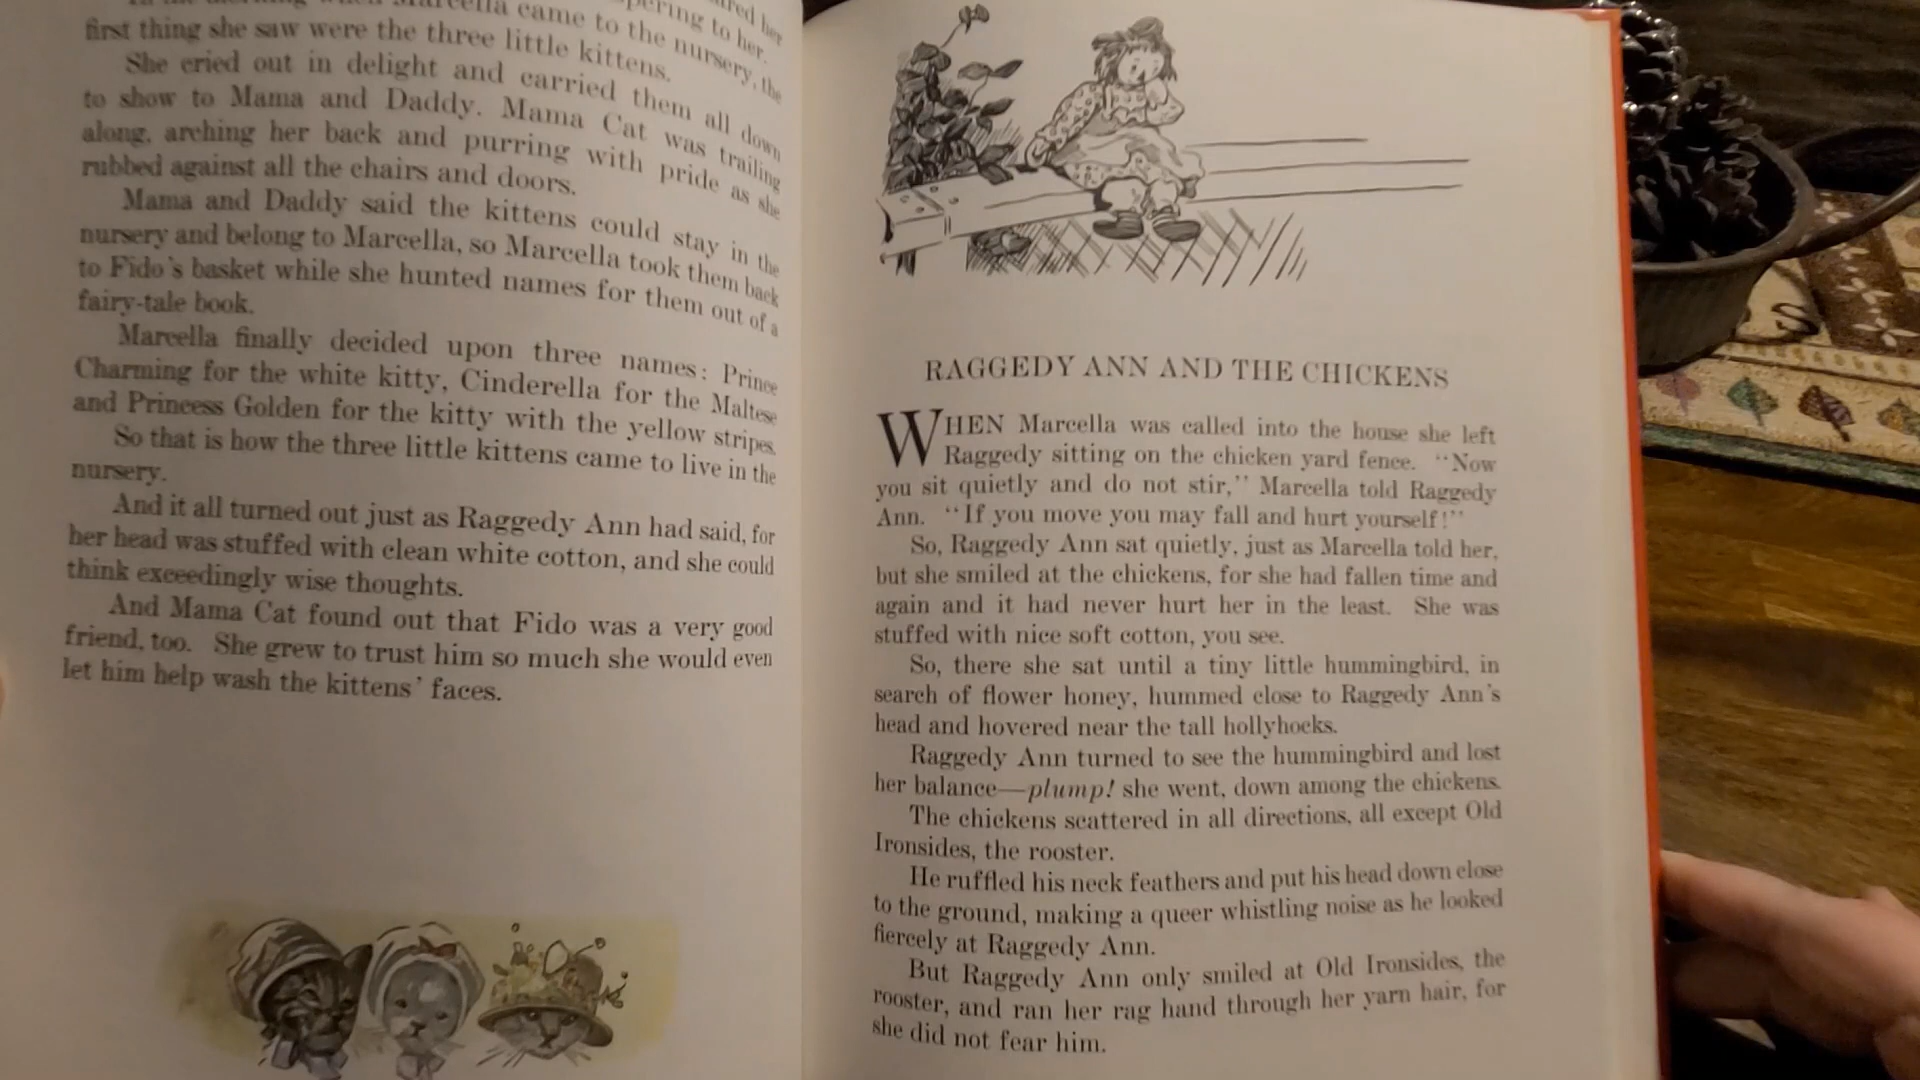 pering to her.
In the morning when Marcella came to the nursery, the
first thing she saw were the three little kittens.
She cried out in delight and carried them all down
to show to Mama and Daddy. Mama Cat was trailing
along, arching her back and purring with pride as she
rubbed against all the chairs and doors.
Mama and Daddy said the kittens could stay in the
nursery and belong to Marcella, so Marcella took them back
to Fido's basket while she hunted names for them out of a
fairy-tale book.
Marcella finally decided upon three names: Prince
Charming for the white kitty, Cinderella for the Maltese
and Princess Golden for the kitty with the yellow stripes.
So that is how the three little kittens came to live in the
nursery.
And it all turned out just as Raggedy Ann had said, for
her head was stuffed with clean white cotton, and she could
think exceedingly wise thoughts.
And Mama Cat found out that Fido was a very good
friend, too. She grew to trust him so much she would even
let him help wash the kittens' faces.
RAGGEDY ANN AND THE CHICKENS
WHEN Marcella was called into the house she left
Raggedy sitting on the chicken yard fence. "Now
you sit quietly and do not stir," Marcella told Raggedy
Ann. "If you move you may fall and hurt yourself!"
So, Raggedy Ann sat quietly, just as Marcella told her,
but she smiled at the chickens, for she had fallen time and
again and it had never hurt her in the least. She was
stuffed with nice soft cotton, you see.
So, there she sat until a tiny little hummingbird, in
search of flower honey, hummed close to Raggedy Ann's
head and hovered near the tall hollyhocks.
Raggedy Ann turned to see the hummingbird and lost
her balance—plump! she went, down among the chickens.
The chickens scattered in all directions, all except Old
Ironsides, the rooster.
He ruffled his neck feathers and put his head down close
to the ground, making a queer whistling noise as he looked
fiercely at Raggedy Ann.
But Raggedy Ann only smiled at Old Ironsides, the
rooster, and ran her rag hand through her yarn hair, for
she did not fear him.